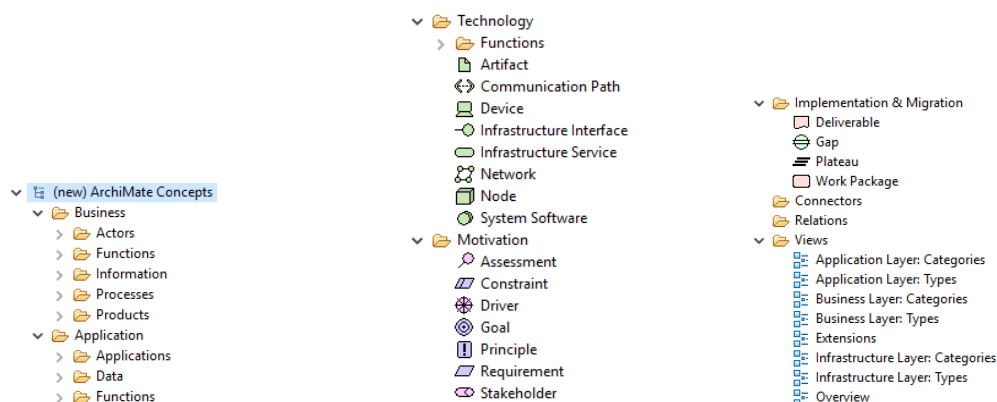 (new) ArchiMate Concepts
Business
Actors
Functions
Information
Processes
Products
Application
Applications
Data
Functions
Technology
Functions
Artifact
Communication Path
Device
Infrastructure Interface
Infrastructure Service
Network
Node
System Software
Motivation
Assessment
Constraint
Driver
Goal
Principle
Requirement
Stakeholder
Implementation & Migration
Deliverable
Gap
Plateau
Work Package
Connectors
Relations
Views
Application Layer: Categories
Application Layer: Types
Business Layer: Categories
Business Layer: Types
Extensions
Infrastructure Layer: Categories
Infrastructure Layer: Types
Overview